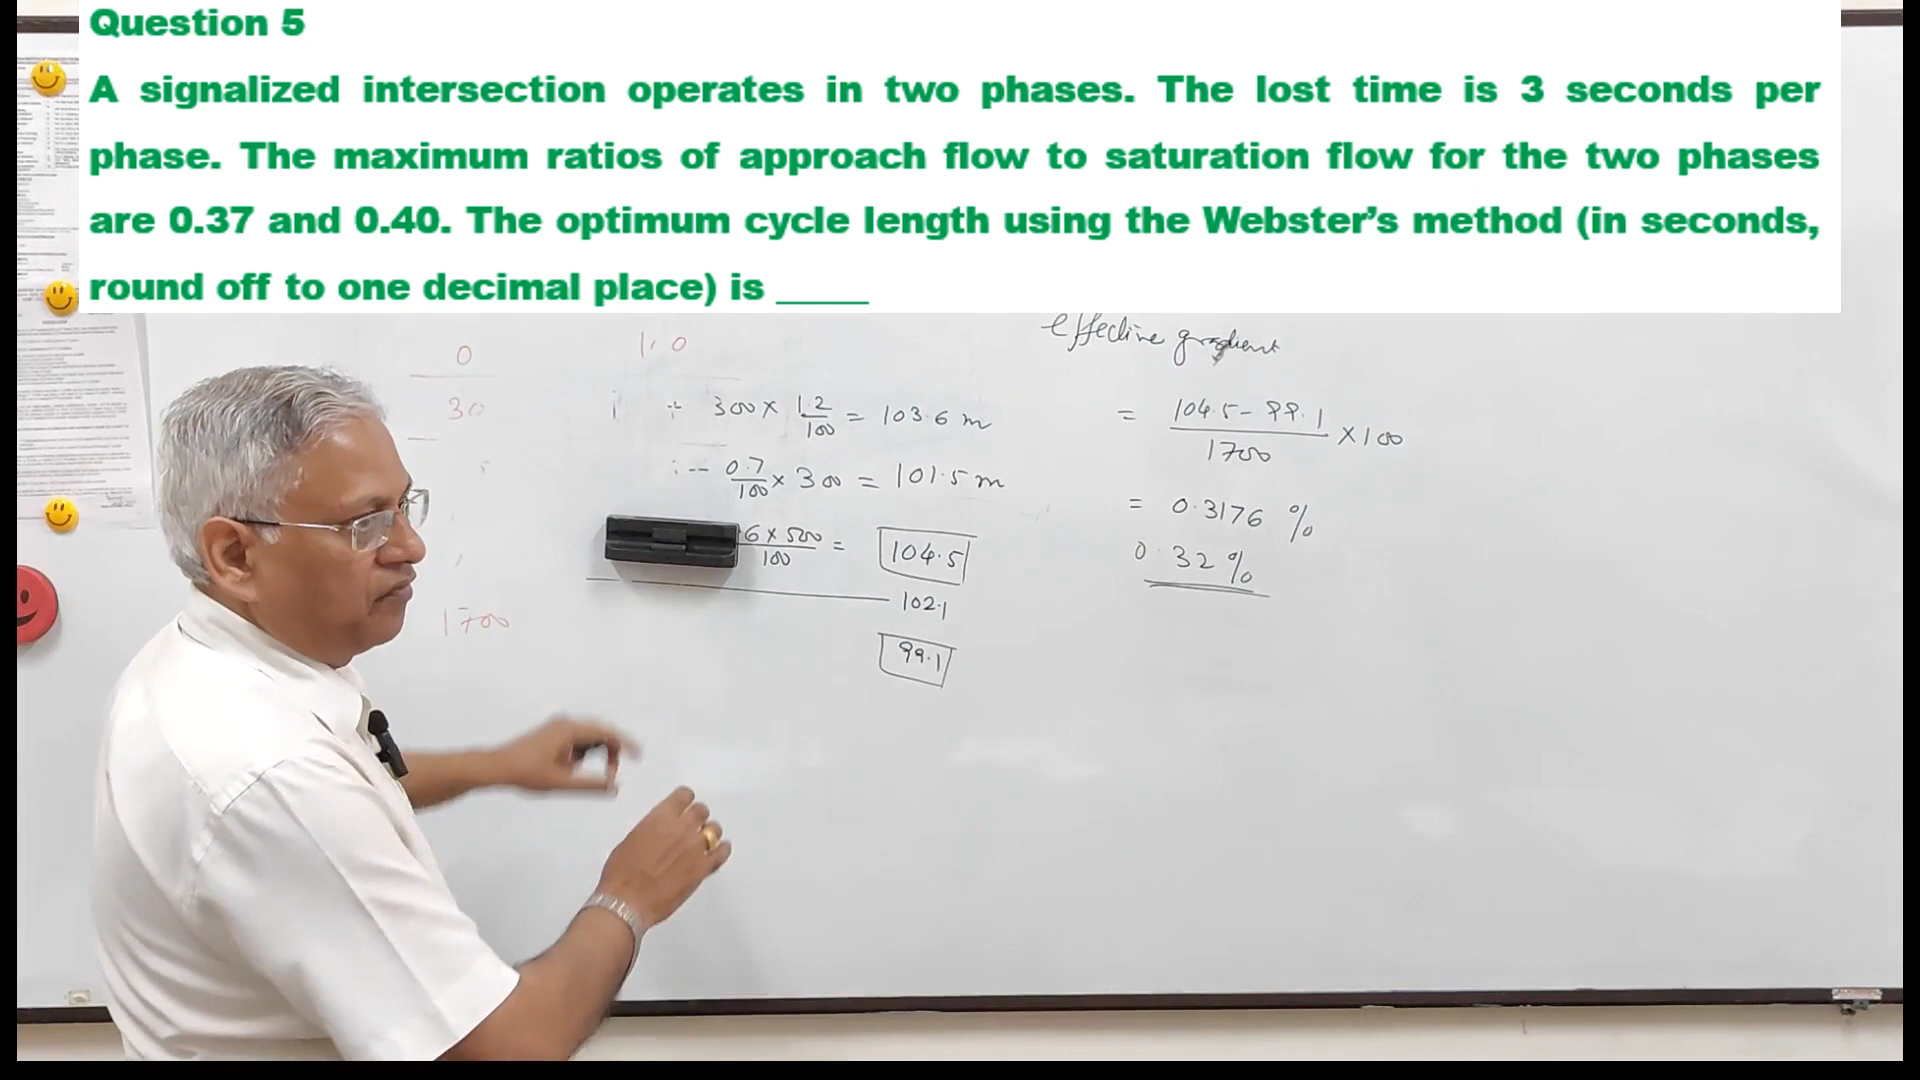 Question 5
A signalized intersection operates in two phases. The lost time is 3 seconds per
phase. The maximum ratios of approach flow to saturation flow for the two phases
are 0.37 and 0.40. The optimum cycle length using the Webster's method (in seconds,
round off to one decimal place) is _____
effective gradient
0
1.0
30
+ 300 × 1.2/100 = 103.6 m
= 104.5 - 99.1/1700 × 100
- 0.7/100 × 300 = 101.5 m
= 0.3176 %
6 × 500/100 = 104.5
0.32 %
102.1
1700
99.1